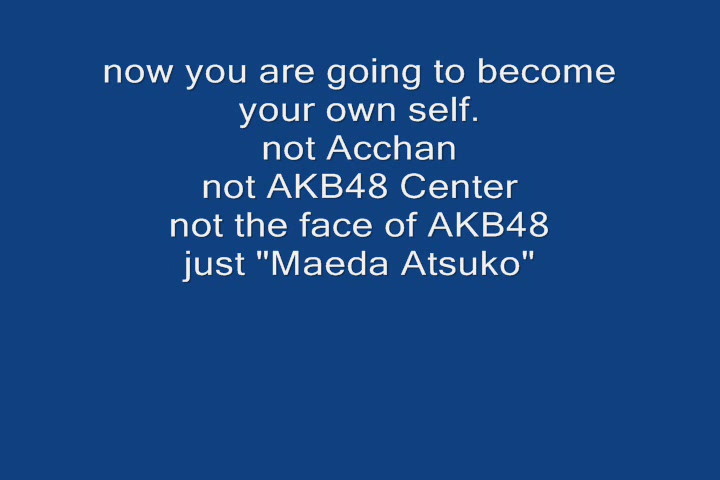 now you are going to become
your own self.
not Acchan
not AKB48 Center
not the face of AKB48
just "Maeda Atsuko"